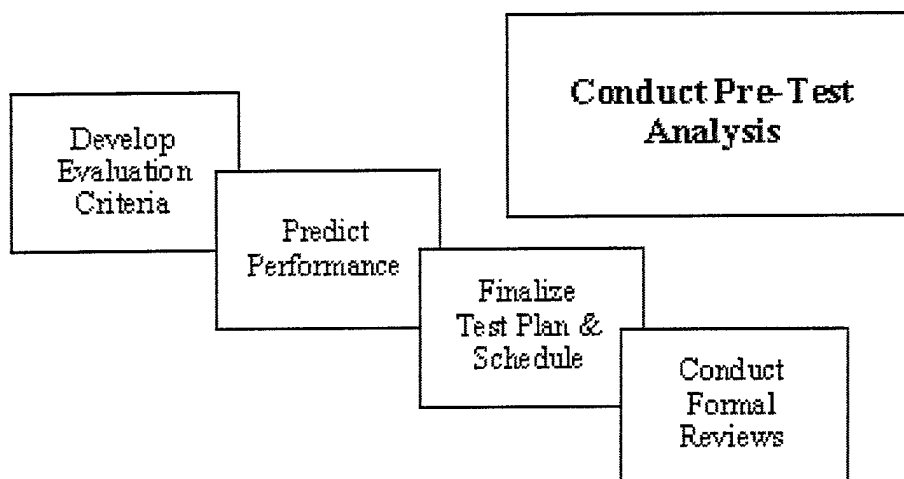 Conduct Pre-Test
Analysis
Develop
Evaluation
Criteria
Predict
Performance
Finalize
Test Plan &
Schedule
Conduct
Formal
Reviews